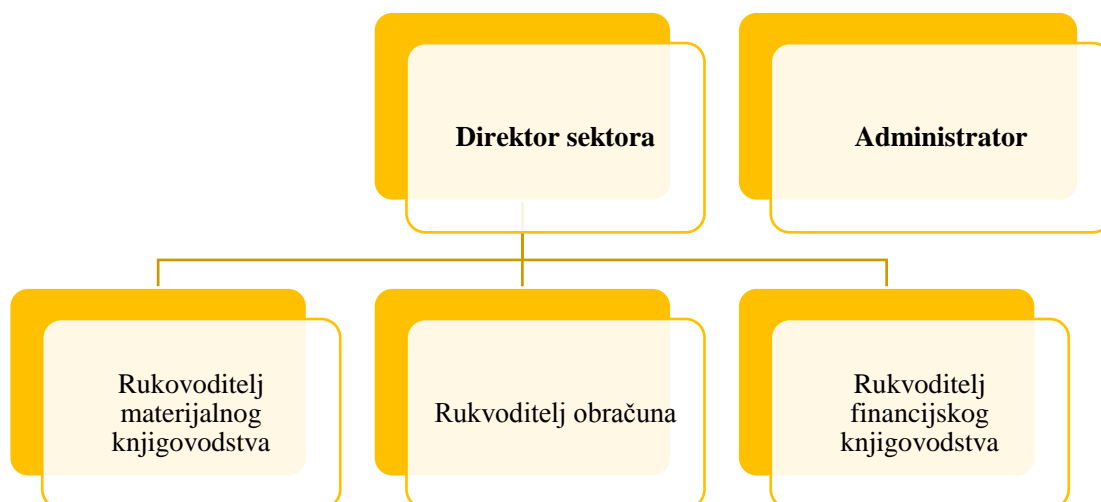 Direktor sektora
Administrator
Rukovoditelj
materijalnog
knjigovodstva
Rukvoditelj obračuna
Rukvoditelj
financijskog
knjigovodstva